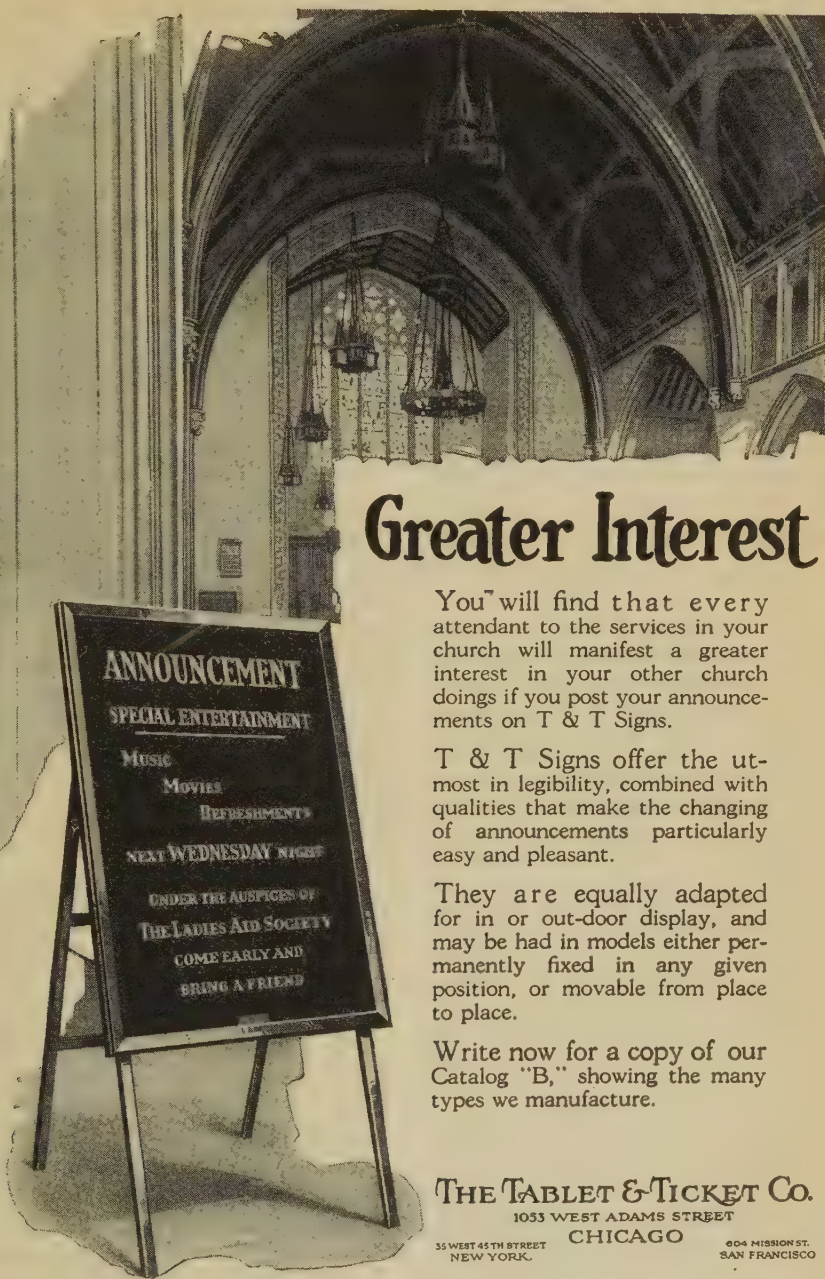 Greater Interest
You will find that every
attendant to the services in your
church will manifest a greater
interest in your other church
doings if you post your announce-
ments on T & T Signs.
T & T Signs offer the ut-
most in legibility, combined with
qualities that make the changing
of announcements particularly
easy and pleasant.
They are equally adapted
for in or out-door display, and
may be had in models either per-
manently fixed in any given
position, or movable from place
to place.
Write now for a copy of our
Catalog "B," showing the many
types we manufacture.
ANNOUNCEMENT
SPECIAL ENTERTAINMENT
MUSIC
MOVIES
REFRESHMENTS
NEXT WEDNESDAY NIGHT
UNDER THE AUSPICES OF
THE LADIES AID SOCIETY
COME EARLY AND
BRING A FRIEND
THE TABLET & TICKET CO.
1053 WEST ADAMS STREET
CHICAGO
35 WEST 45TH STREET
NEW YORK
604 MISSION ST.
SAN FRANCISCO